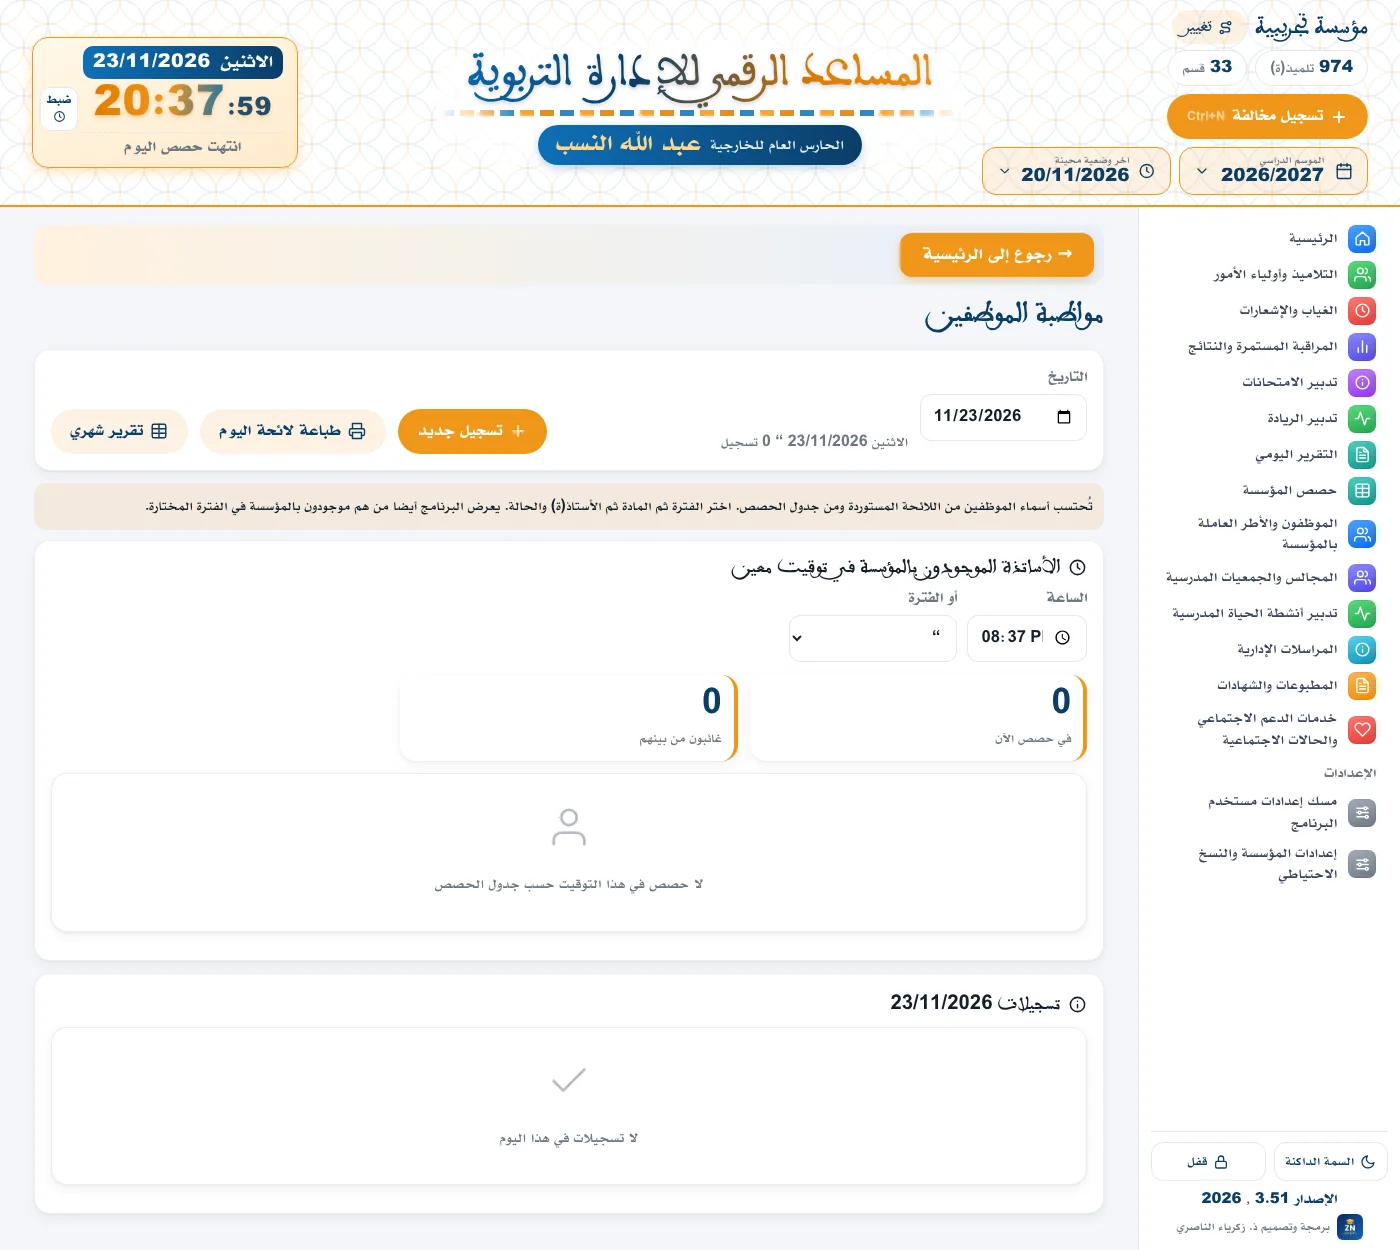 مؤسسة تجريبية
تغيير
974 تلميذ(ة)
33 قسم
+ تسجيل مخالفة Ctrl+N
الموسم الدراسي
2026/2027
آخر وضعية محينة
20/11/2026
المساعد الرقمي للإدارة التربوية
الحارس العام للخارجية عبد الله النسب
الاثنين 23/11/2026
20:37:59
ضبط
انتهت حصص اليوم
الرئيسية
التلاميذ وأولياء الأمور
الغياب والإشعارات
المراقبة المستمرة والنتائج
تدبير الامتحانات
تدبير الريادة
التقرير اليومي
حصص المؤسسة
الموظفون والأطر العاملة
بالمؤسسة
المجالس والجمعيات المدرسية
تدبير أنشطة الحياة المدرسية
المراسلات الإدارية
المطبوعات والشهادات
خدمات الدعم الاجتماعي
والحالات الاجتماعية
الإعدادات
مسك إعدادات مستخدم
البرنامج
إعدادات المؤسسة والنسخ
الاحتياطي
السمة الداكنة
قفل
الإصدار 3.51 , 2026
برمجة وتصميم ذ. زكرياء الناصري
ZN
→ رجوع إلى الرئيسية
مواظبة الموظفين
التاريخ
11/23/2026
الاثنين 23/11/2026 “ 0 تسجيل
+ تسجيل جديد
طباعة لائحة اليوم
تقرير شهري
تُحتسب أسماء الموظفين من اللائحة المستوردة ومن جدول الحصص. اختر الفترة ثم المادة ثم الأستاذ(ة) والحالة. يعرض البرنامج أيضا من هم موجودون بالمؤسسة في الفترة المختارة.
الأساتذة الموجودون بالمؤسسة في توقيت معين
الساعة
أو الفترة
08:37 P
“
0
في حصص الآن
0
غائبون من بينهم
لا حصص في هذا التوقيت حسب جدول الحصص
تسجيلات 23/11/2026
لا تسجيلات في هذا اليوم